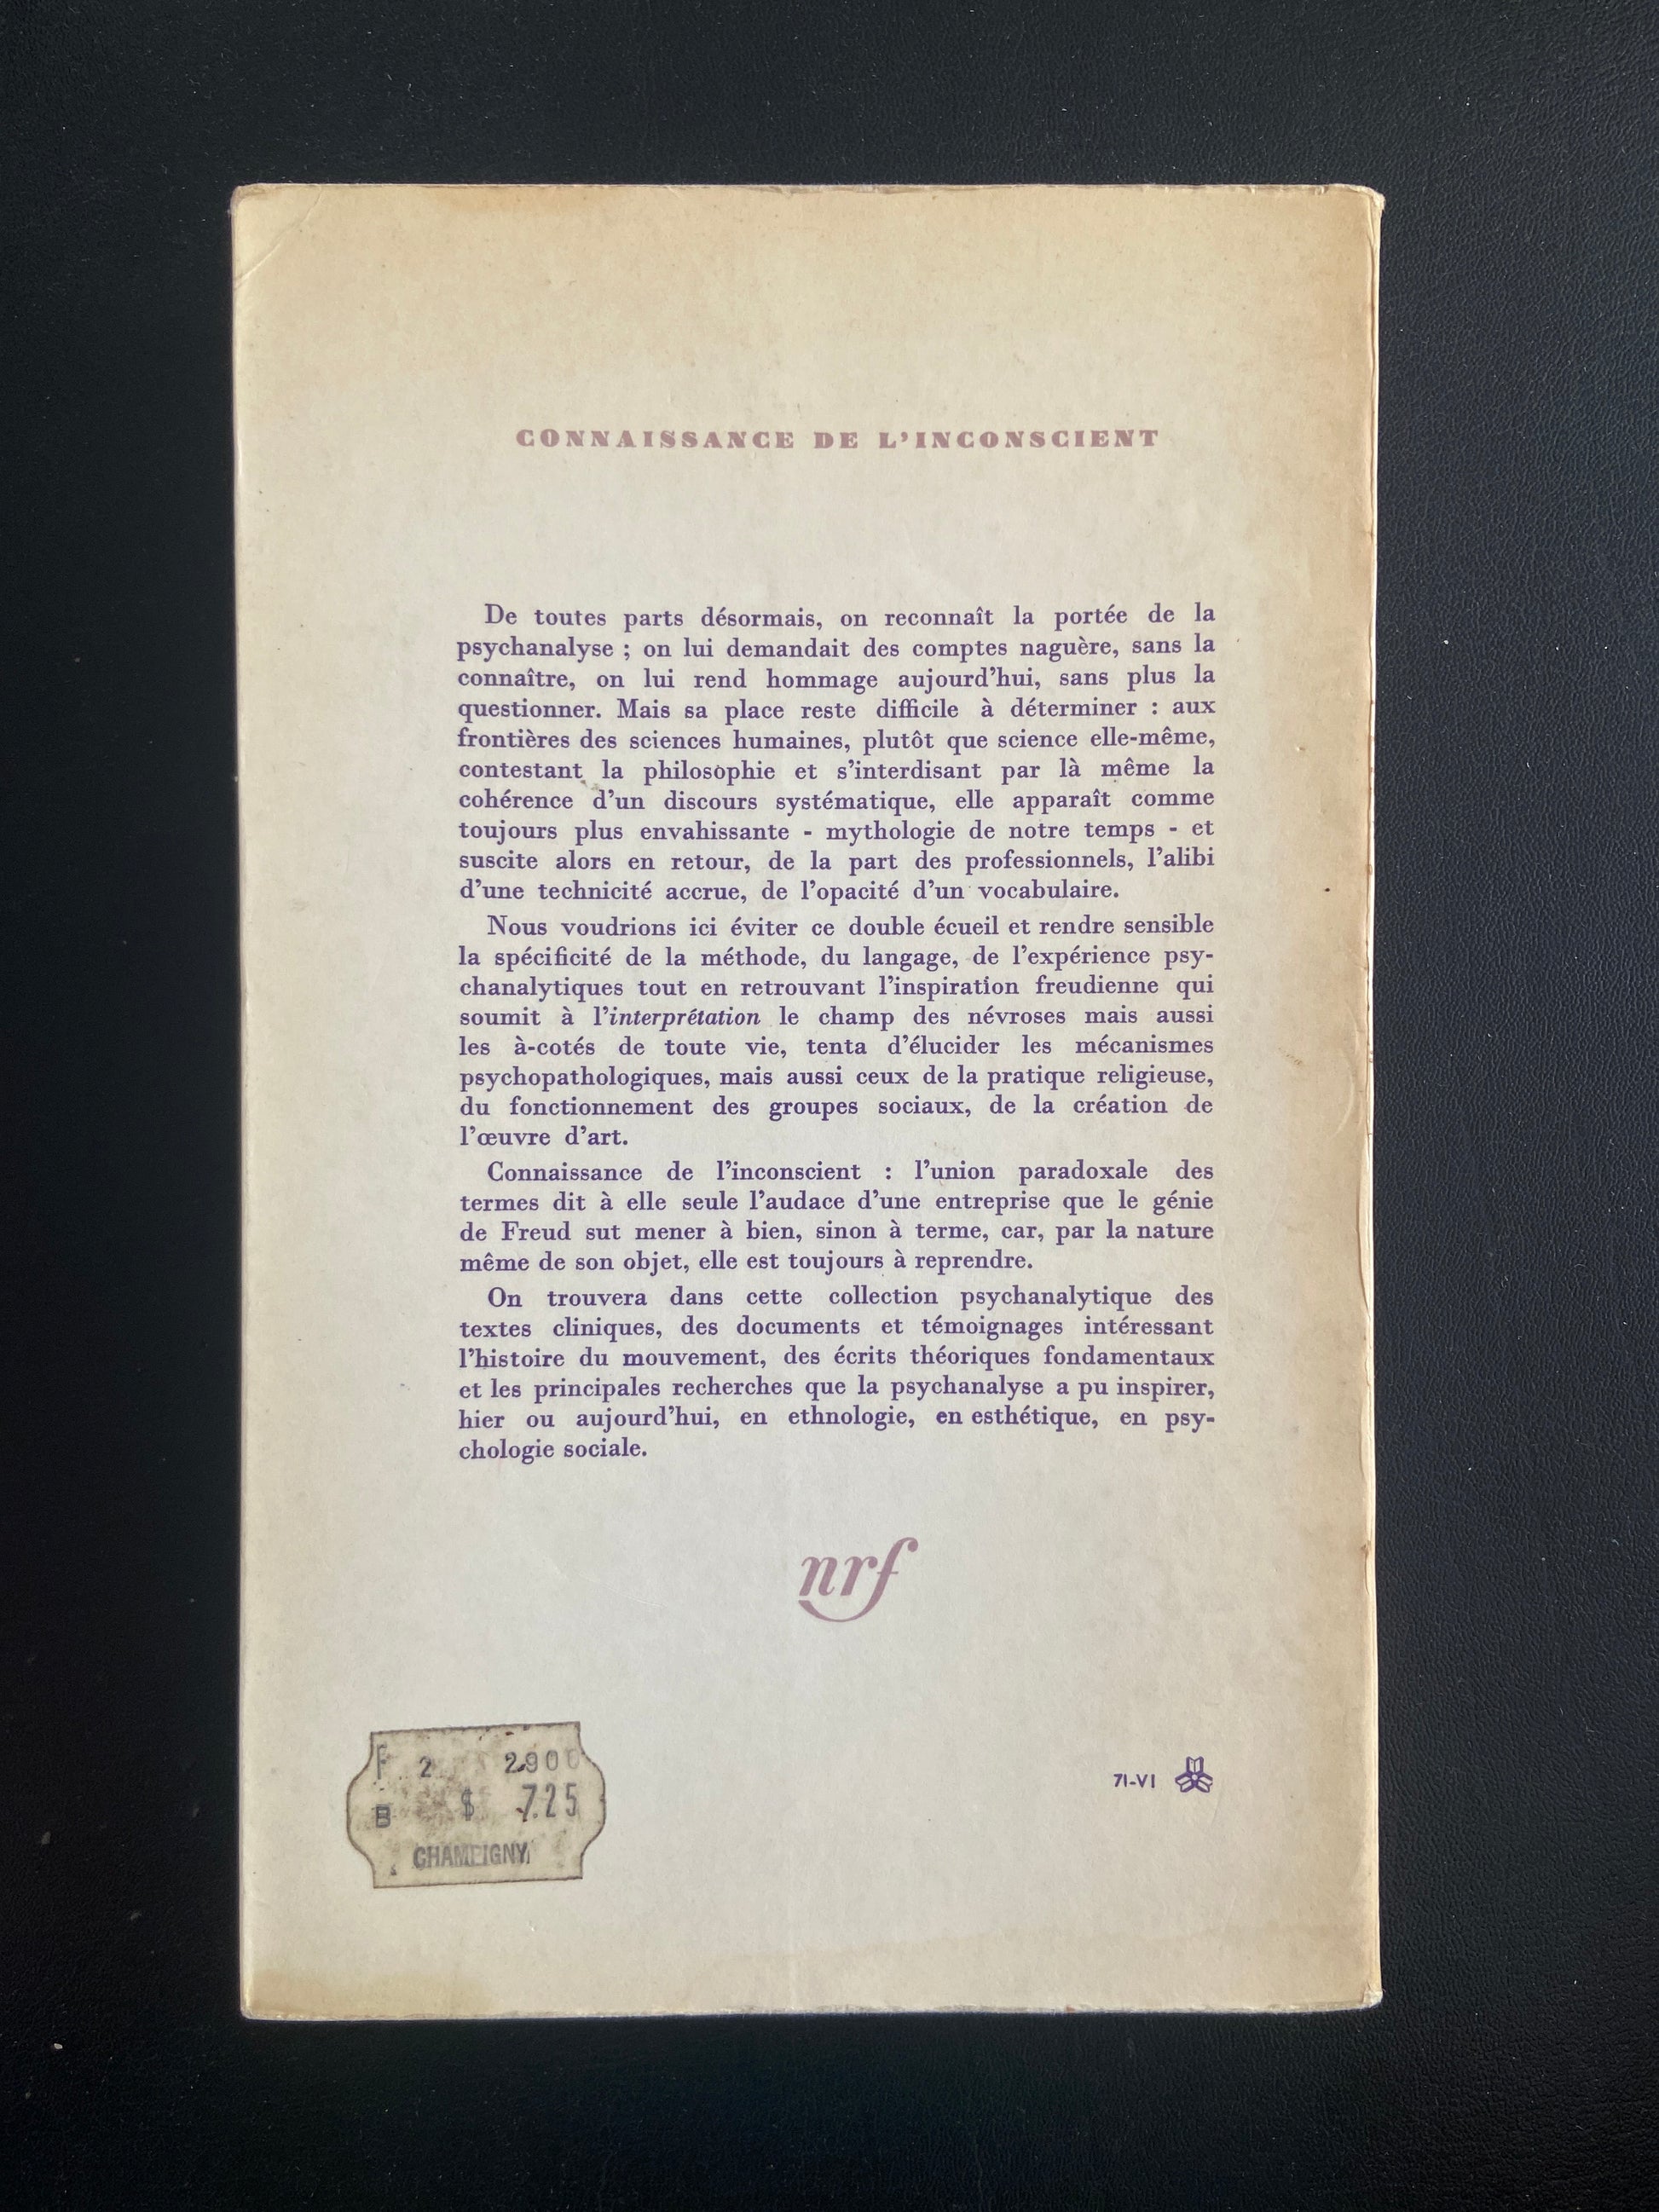 CONNAISSANCE DE L'INCONSCIENT
De toutes parts désormais, on reconnaît la portée de la
psychanalyse ; on lui demandait des comptes naguère, sans la
connaître, on lui rend hommage aujourd'hui, sans plus la
questionner. Mais sa place reste difficile à déterminer : aux
frontières des sciences humaines, plutôt que science elle-même,
contestant la philosophie et s'interdisant par là même la
cohérence d'un discours systématique, elle apparaît comme
toujours plus envahissante - mythologie de notre temps - et
suscite alors en retour, de la part des professionnels, l'alibi
d'une technicité accrue, de l'opacité d'un vocabulaire.
Nous voudrions ici éviter ce double écueil et rendre sensible
la spécificité de la méthode, du langage, de l'expérience psy-
chanalytiques tout en retrouvant l'inspiration freudienne qui
soumit à l'interprétation le champ des névroses mais aussi
les à-cotés de toute vie, tenta d'élucider les mécanismes
psychopathologiques, mais aussi ceux de la pratique religieuse,
du fonctionnement des groupes sociaux, de la création de
l'œuvre d'art.
Connaissance de l'inconscient : l'union paradoxale des
termes dit à elle seule l'audace d'une entreprise que le génie
de Freud sut mener à bien, sinon à terme, car, par la nature
même de son objet, elle est toujours à reprendre.
On trouvera dans cette collection psychanalytique des
textes cliniques, des documents et témoignages intéressant
l'histoire du mouvement, des écrits théoriques fondamentaux
et les principales recherches que la psychanalyse a pu inspirer,
hier ou aujourd'hui, en ethnologie, en esthétique, en psy-
chologie sociale.
nrf
F 2 2900
B $ 7.25
CHAMPIGNY
71-VI